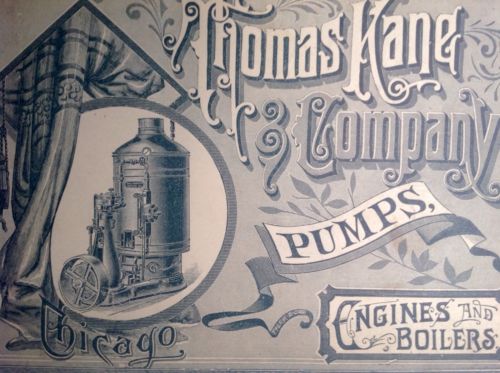 Thomas Kane
& Company
PUMPS,
ENGINES AND
BOILERS.
Chicago